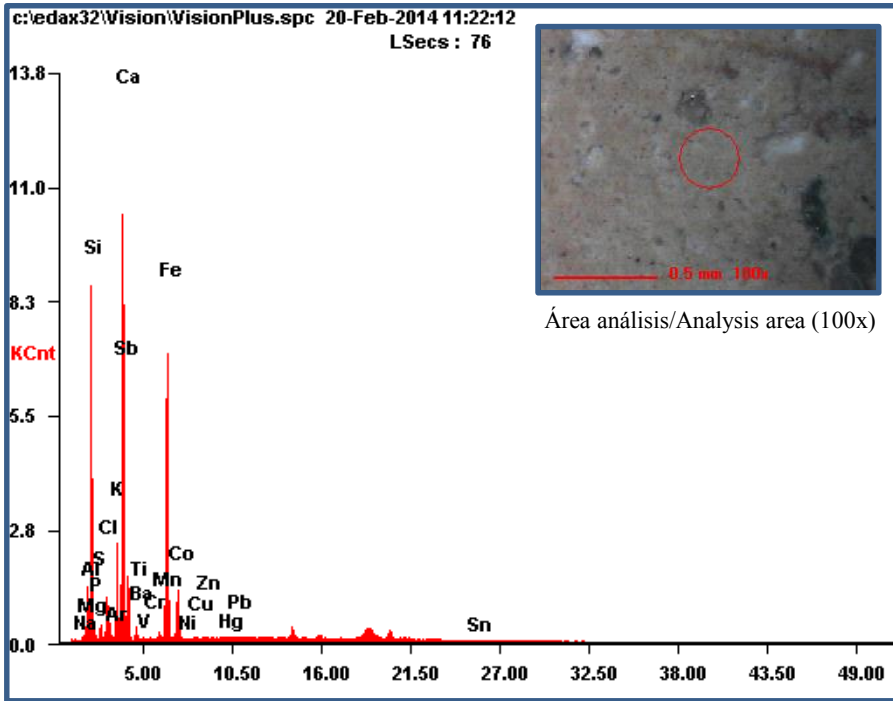 c:\edax32\Vision\VisionPlus.spc 20-Feb-2014 11:22:12
LSecs : 76
13.8
11.0
8.3
KCnt
5.5
2.8
0.0
Ca
Si
Fe
Sb
K
Cl
S
Al
P
Mg
Na
Ar
Ti
Ba
V
Cr
Mn
Co
Ni
Cu
Zn
Hg
Pb
Sn
5.00 10.50 16.00 21.50 27.00 32.50 38.00 43.50 49.00
0.5 mm 100x
Área análisis/Analysis area (100x)